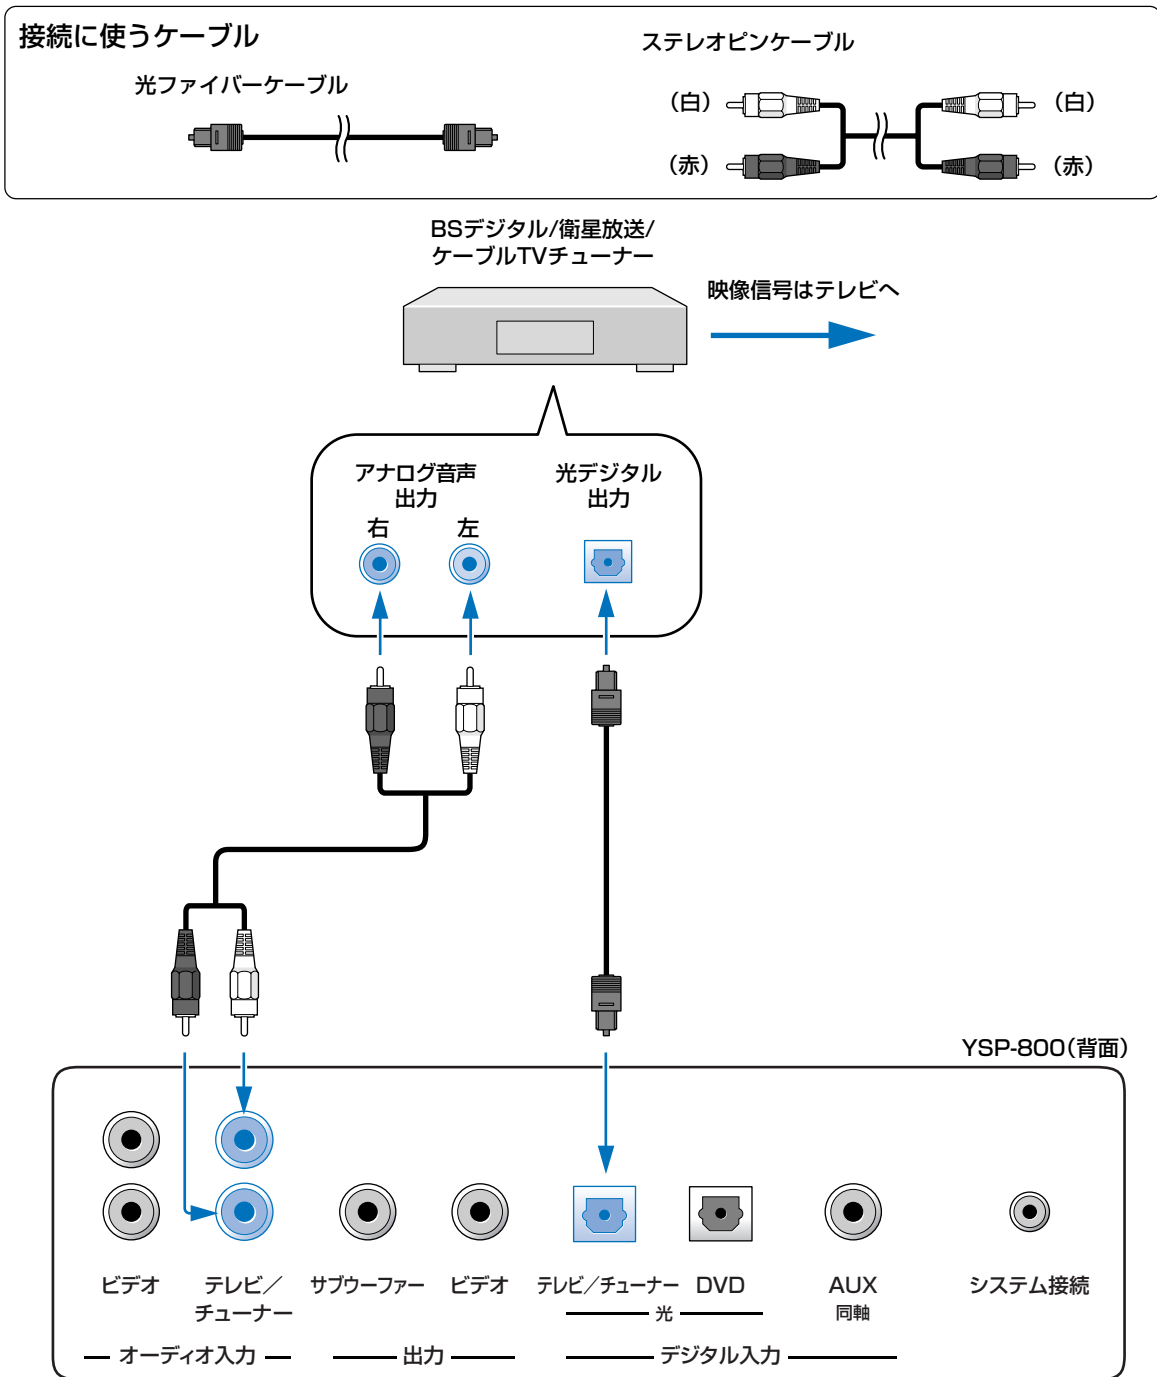 接続に使うケーブル
光ファイバーケーブル
ステレオピンケーブル
（白）
（白）
（赤）
（赤）
BSデジタル/衛星放送/
ケーブルTVチューナー
映像信号はテレビへ
アナログ音声
出力
右
左
光デジタル
出力
YSP-800（背面）
ビデオ
テレビ／
チューナー
サブウーファー
ビデオ
テレビ／チューナー
DVD
光
AUX
同軸
システム接続
オーディオ入力
出力
デジタル入力